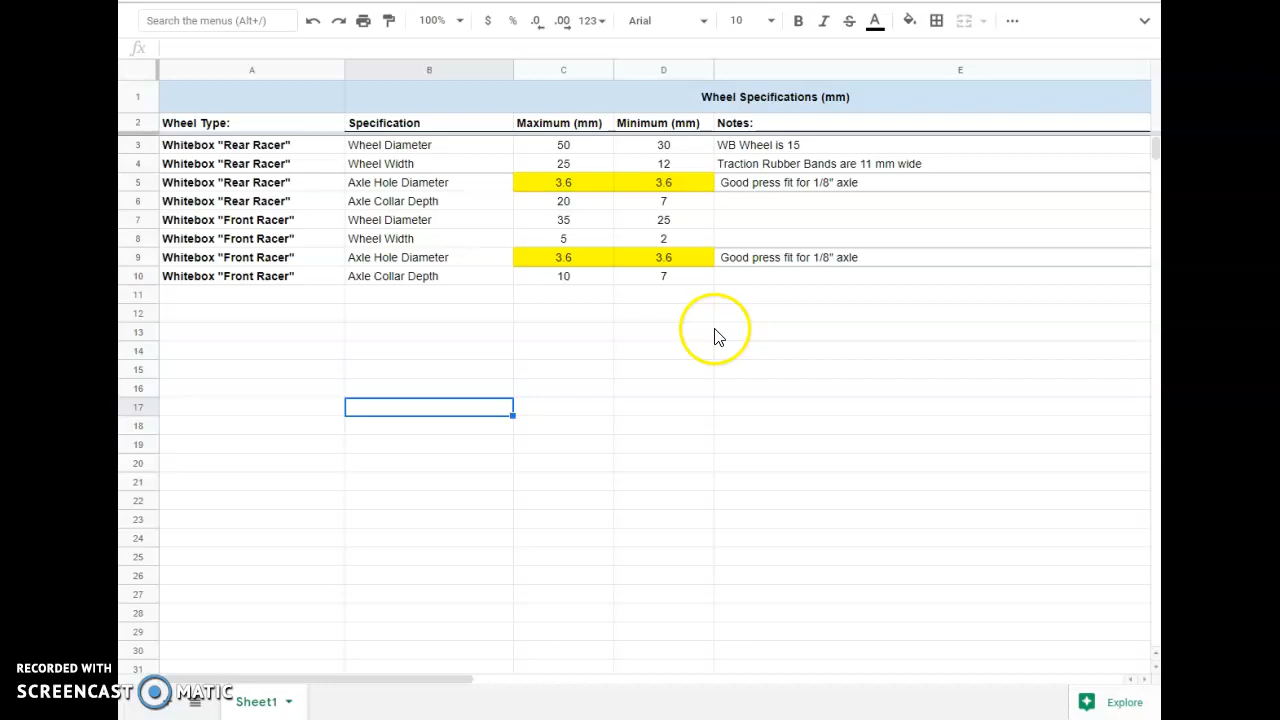 Search the menus (Alt+/) 100% $ % .0 .00 123 Arial 10 B I S A
fx
A B C D E
1 Wheel Specifications (mm)
2 Wheel Type: Specification Maximum (mm) Minimum (mm) Notes:
3 Whitebox "Rear Racer" Wheel Diameter 50 30 WB Wheel is 15
4 Whitebox "Rear Racer" Wheel Width 25 12 Traction Rubber Bands are 11 mm wide
5 Whitebox "Rear Racer" Axle Hole Diameter 3.6 3.6 Good press fit for 1/8" axle
6 Whitebox "Rear Racer" Axle Collar Depth 20 7
7 Whitebox "Front Racer" Wheel Diameter 35 25
8 Whitebox "Front Racer" Wheel Width 5 2
9 Whitebox "Front Racer" Axle Hole Diameter 3.6 3.6 Good press fit for 1/8" axle
10 Whitebox "Front Racer" Axle Collar Depth 10 7
11
12
13
14
15
16
17
18
19
20
21
22
23
24
25
26
27
28
29
30
31
RECORDED WITH
SCREENCAST MATIC
Sheet1 Explore